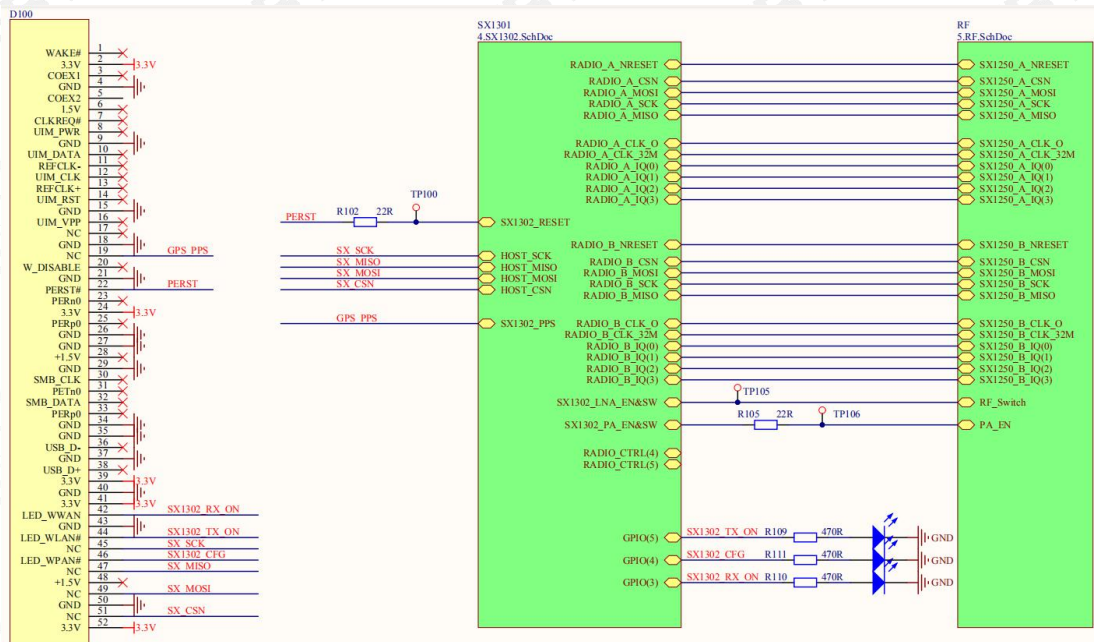 D100
WAKE# 1
3.3V 2 3.3V
COEX1 3
GND 4
COEX2 5
1.5V 6
CLKREQ# 7
UIM_PWR 8
GND 9
UIM_DATA 10
REFCLK- 11
UIM_CLK 12
REFCLK+ 13
UIM_RST 14
GND 15
UIM_VPP 16
NC 17
GND 18
NC 19 GPS_PPS
W_DISABLE 20
GND 21
PERST# 22 PERST
PERn0 23
3.3V 24 3.3V
PERp0 25
GND 26
GND 27
+1.5V 28
GND 29
SMB_CLK 30
PETn0 31
SMB_DATA 32
PERp0 33
GND 34
GND 35
USB_D- 36
GND 37
USB_D+ 38
3.3V 39 3.3V
GND 40
3.3V 41 3.3V
LED_WWAN 42 SX1302_RX_ON
GND 43
LED_WLAN# 44 SX1302_TX_ON
NC 45 SX_SCK
LED_WPAN# 46 SX1302_CFG
NC 47 SX_MISO
+1.5V 48
NC 49 SX_MOSI
GND 50
NC 51 SX_CSN
3.3V 52 3.3V
PERST R102 22R TP100
SX_SCK
SX_MISO
SX_MOSI
SX_CSN
GPS_PPS
SX1301
4.SX1302.SchDoc
SX1302_RESET
HOST_SCK
HOST_MISO
HOST_MOSI
HOST_CSN
SX1302_PPS
RADIO_A_NRESET
RADIO_A_CSN
RADIO_A_MOSI
RADIO_A_SCK
RADIO_A_MISO
RADIO_A_CLK_O
RADIO_A_CLK_32M
RADIO_A_IQ(0)
RADIO_A_IQ(1)
RADIO_A_IQ(2)
RADIO_A_IQ(3)
RADIO_B_NRESET
RADIO_B_CSN
RADIO_B_MOSI
RADIO_B_SCK
RADIO_B_MISO
RADIO_B_CLK_O
RADIO_B_CLK_32M
RADIO_B_IQ(0)
RADIO_B_IQ(1)
RADIO_B_IQ(2)
RADIO_B_IQ(3)
SX1302_LNA_EN&SW
SX1302_PA_EN&SW
RADIO_CTRL(4)
RADIO_CTRL(5)
GPIO(5)
GPIO(4)
GPIO(3)
TP105
R105 22R TP106
SX1302_TX_ON R109 470R GND
SX1302_CFG R111 470R GND
SX1302_RX_ON R110 470R GND
RF
5.RF.SchDoc
SX1250_A_NRESET
SX1250_A_CSN
SX1250_A_MOSI
SX1250_A_SCK
SX1250_A_MISO
SX1250_A_CLK_O
SX1250_A_CLK_32M
SX1250_A_IQ(0)
SX1250_A_IQ(1)
SX1250_A_IQ(2)
SX1250_A_IQ(3)
SX1250_B_NRESET
SX1250_B_CSN
SX1250_B_MOSI
SX1250_B_SCK
SX1250_B_MISO
SX1250_B_CLK_O
SX1250_B_CLK_32M
SX1250_B_IQ(0)
SX1250_B_IQ(1)
SX1250_B_IQ(2)
SX1250_B_IQ(3)
RF_Switch
PA_EN